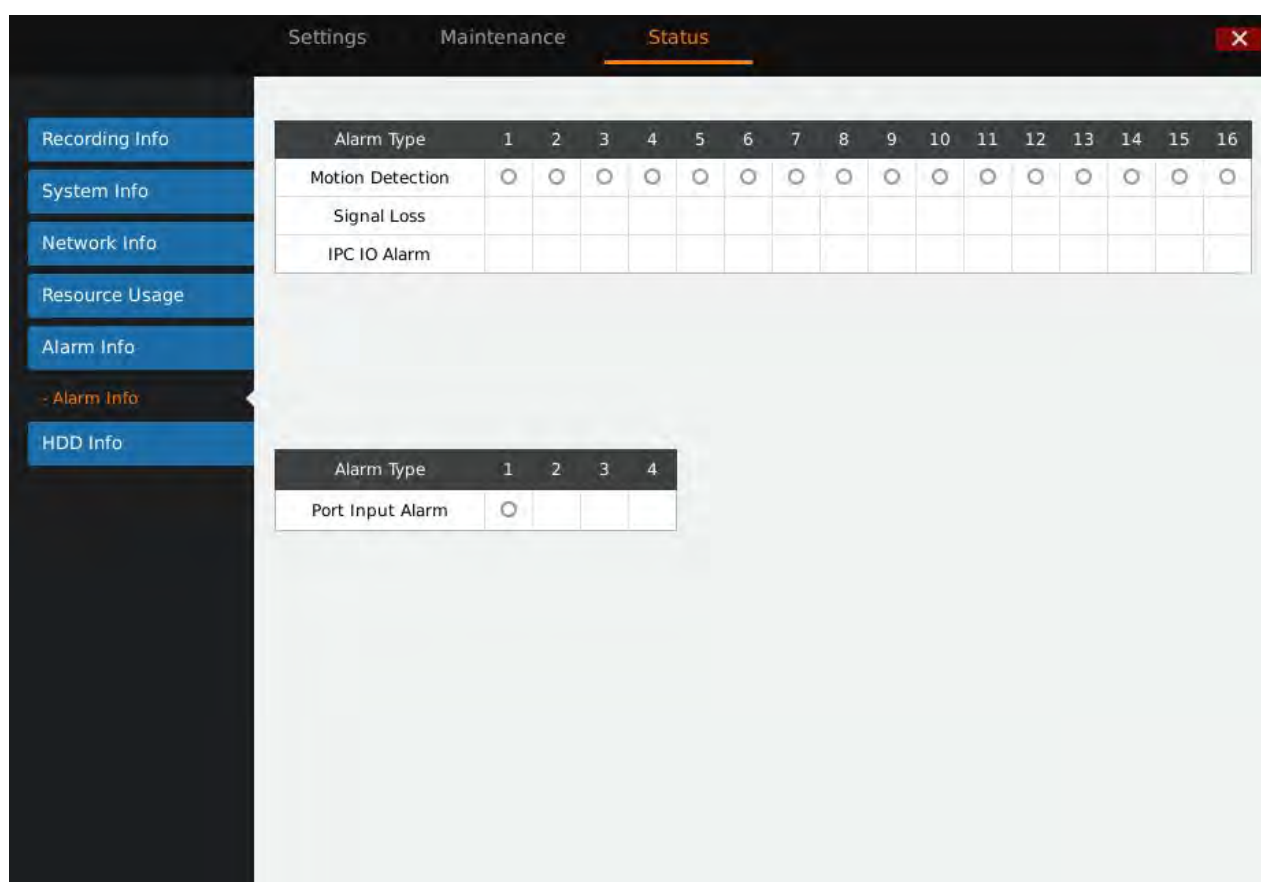 Settings Maintenance Status
Recording Info
System Info
Network Info
Resource Usage
Alarm Info
- Alarm Info
HDD Info
Alarm Type 1 2 3 4 5 6 7 8 9 10 11 12 13 14 15 16
Motion Detection
Signal Loss
IPC IO Alarm
Alarm Type 1 2 3 4
Port Input Alarm